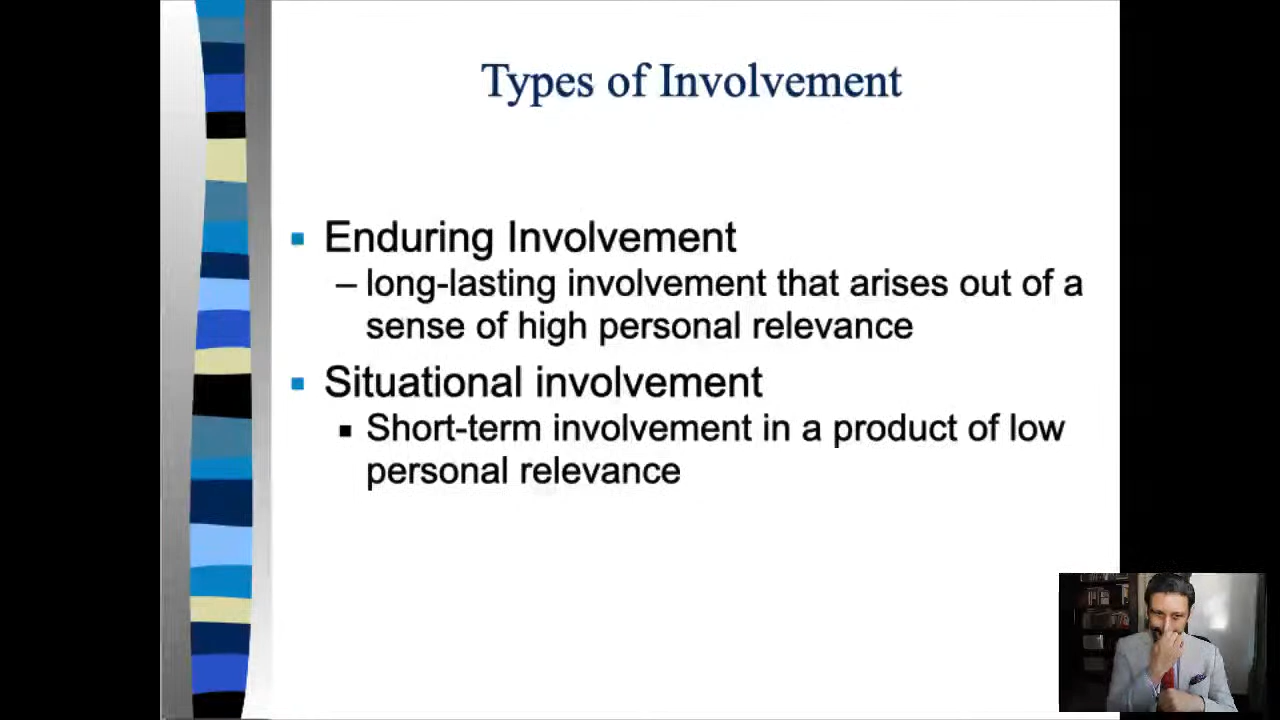 Types of Involvement
▪ Enduring Involvement
– long-lasting involvement that arises out of a
sense of high personal relevance
▪ Situational involvement
▪ Short-term involvement in a product of low
personal relevance